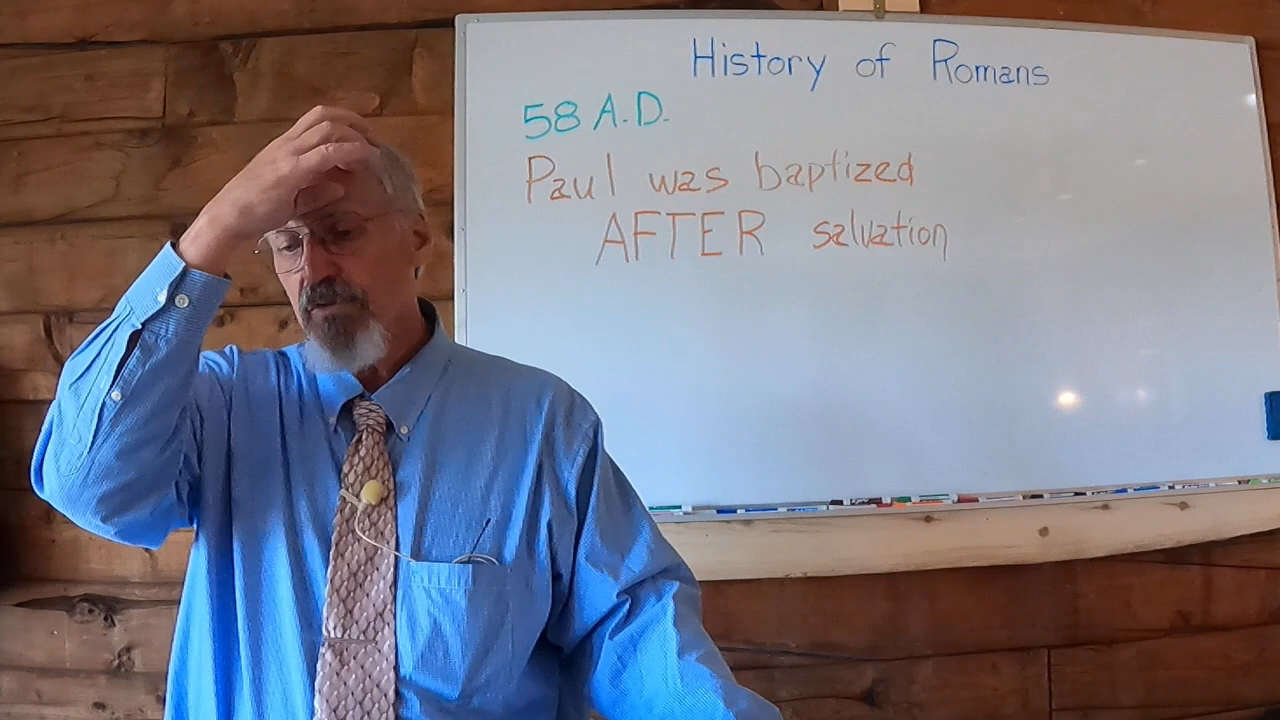 History of Romans
58 A.D.
Paul was baptized
AFTER salvation